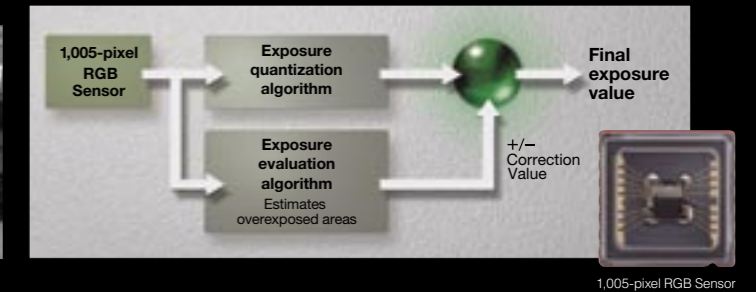 1,005-pixel
RGB
Sensor
Exposure
quantization
algorithm
Exposure
evaluation
algorithm
Estimates
overexposed areas
+/−
Correction
Value
Final
exposure
value
1,005-pixel RGB Sensor